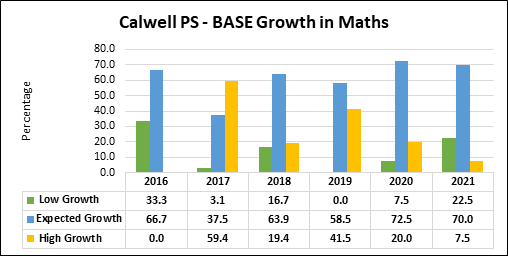 Calwell PS - BASE Growth in Maths
80.0
70.0
60.0
50.0
40.0
30.0
20.0
10.0
0.0
Percentage
2016 2017 2018 2019 2020 2021
Low Growth 33.3 3.1 16.7 0.0 7.5 22.5
Expected Growth 66.7 37.5 63.9 58.5 72.5 70.0
High Growth 0.0 59.4 19.4 41.5 20.0 7.5